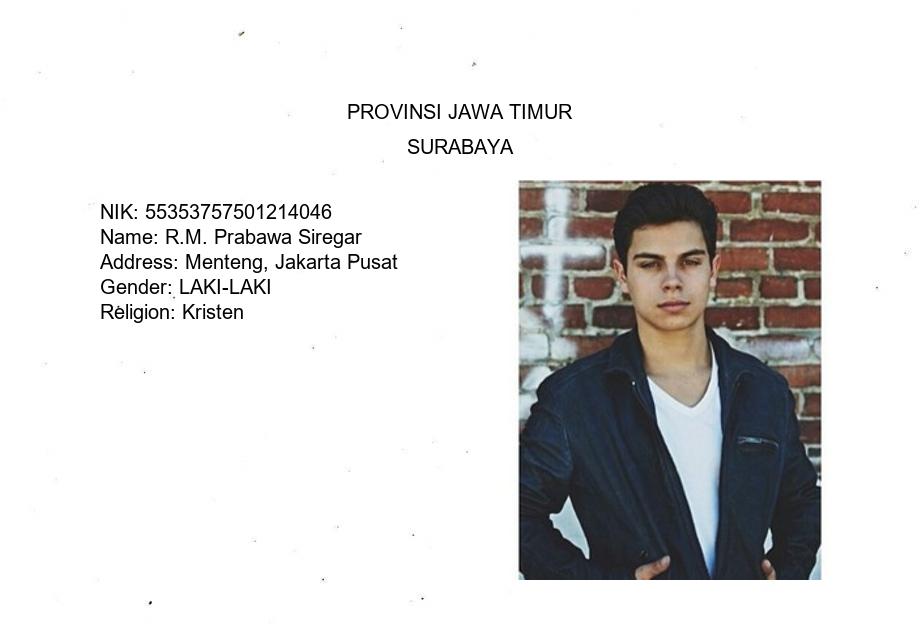 PROVINSI JAWA TIMUR
SURABAYA
NIK: 55353757501214046
Name: R.M. Prabawa Siregar
Address: Menteng, Jakarta Pusat
Gender: LAKI-LAKI
Religion: Kristen